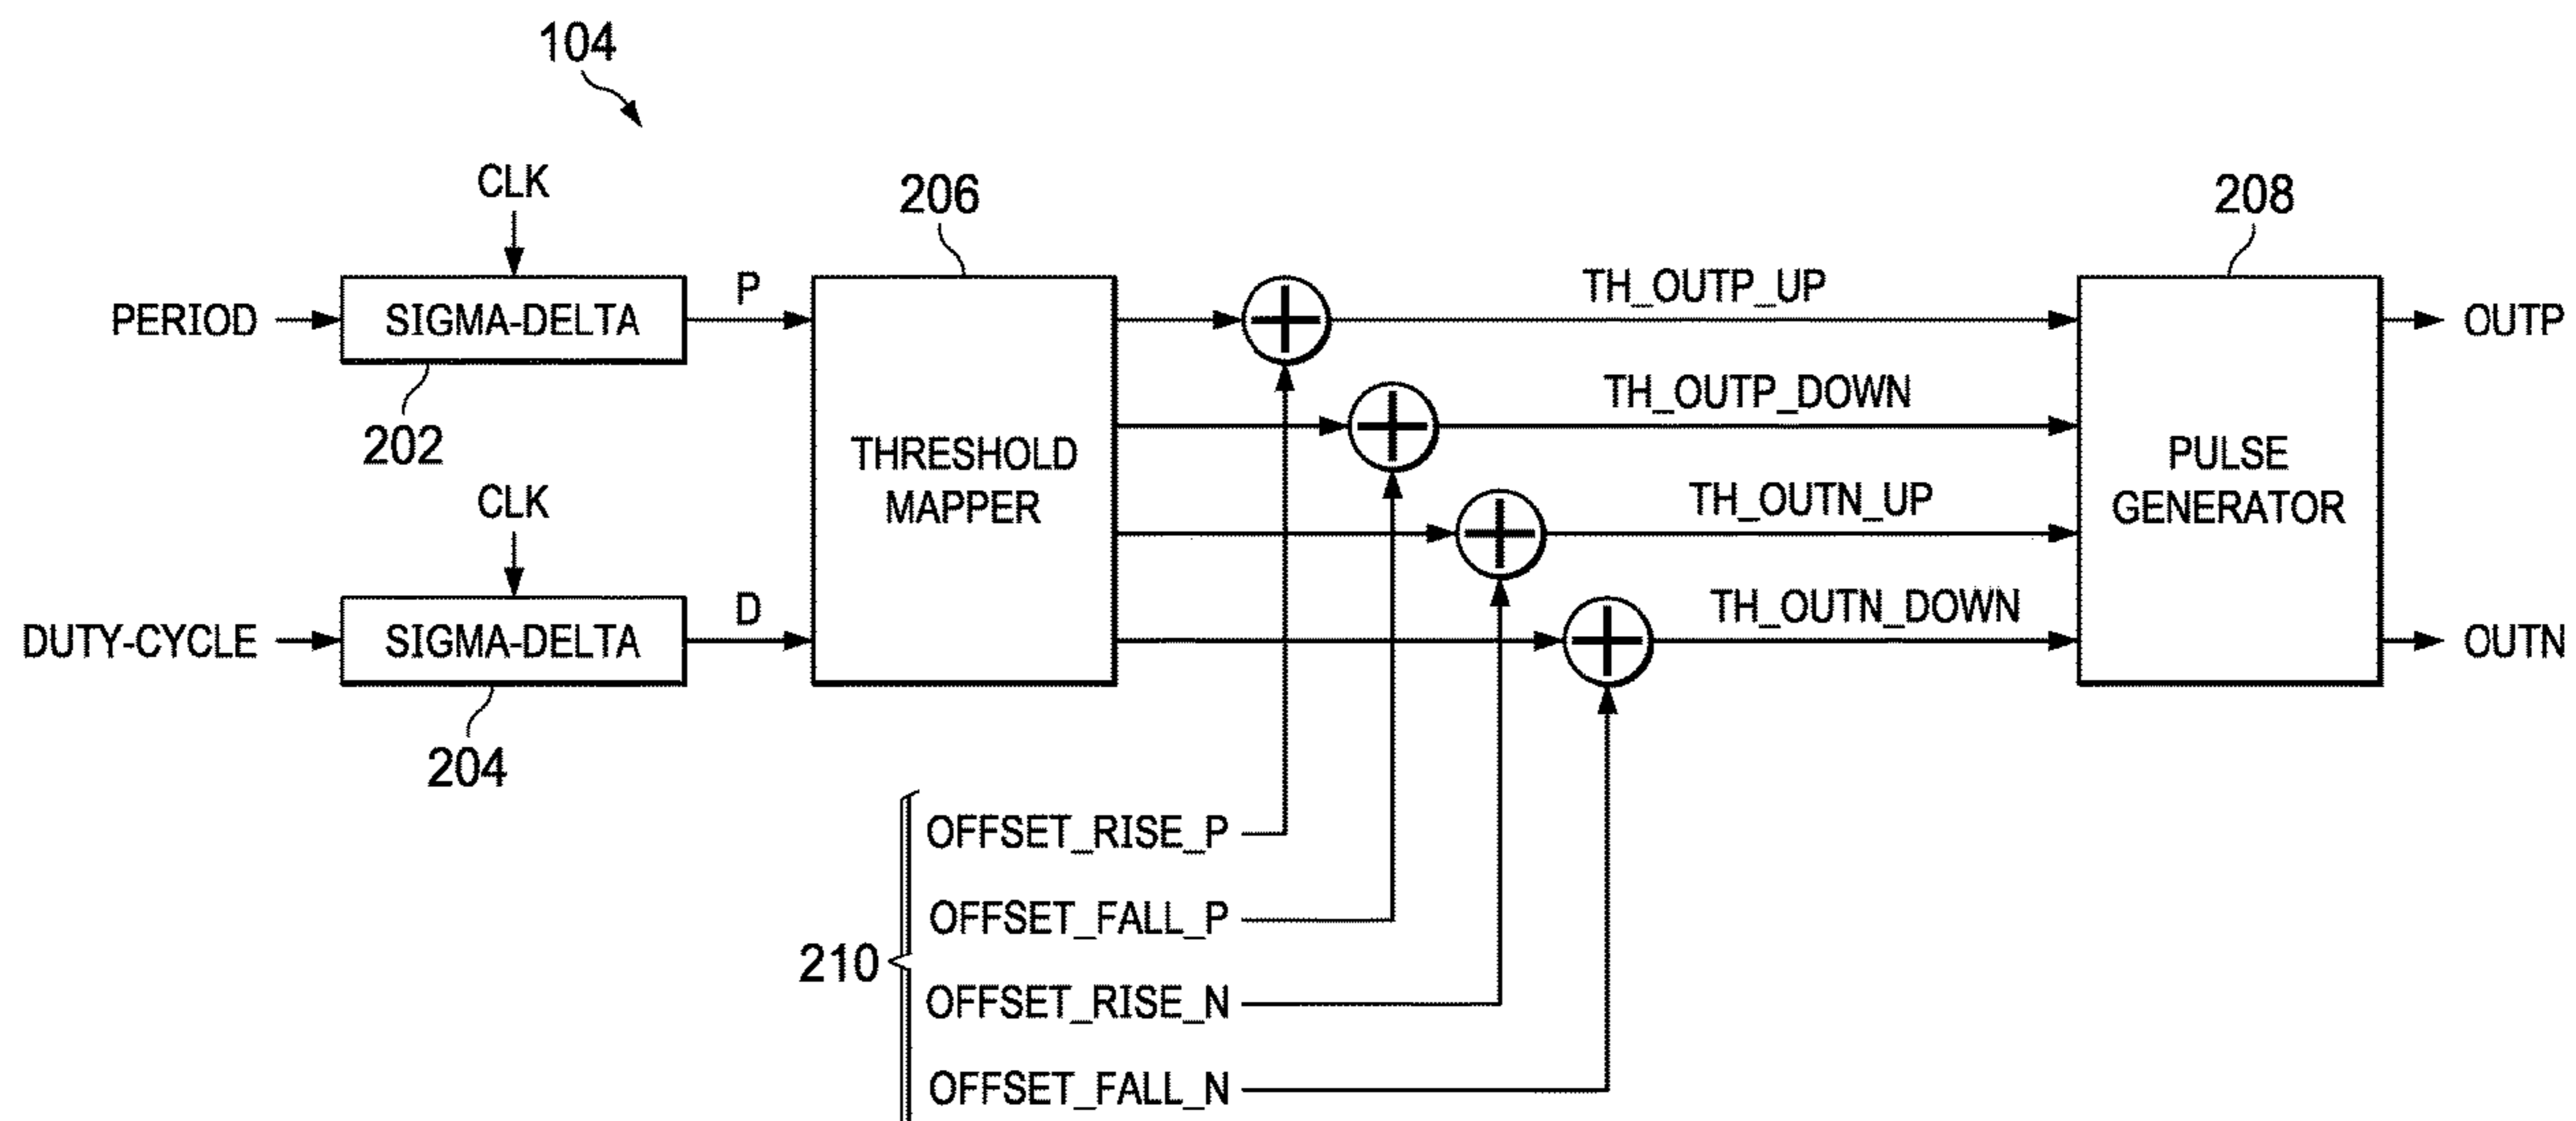 104
CLK
206
208
PERIOD
SIGMA-DELTA
P
202
TH_OUTP_UP
OUTP
TH_OUTP_DOWN
THRESHOLD
MAPPER
PULSE
GENERATOR
CLK
TH_OUTN_UP
DUTY-CYCLE
SIGMA-DELTA
D
204
TH_OUTN_DOWN
OUTN
210
OFFSET_RISE_P
OFFSET_FALL_P
OFFSET_RISE_N
OFFSET_FALL_N